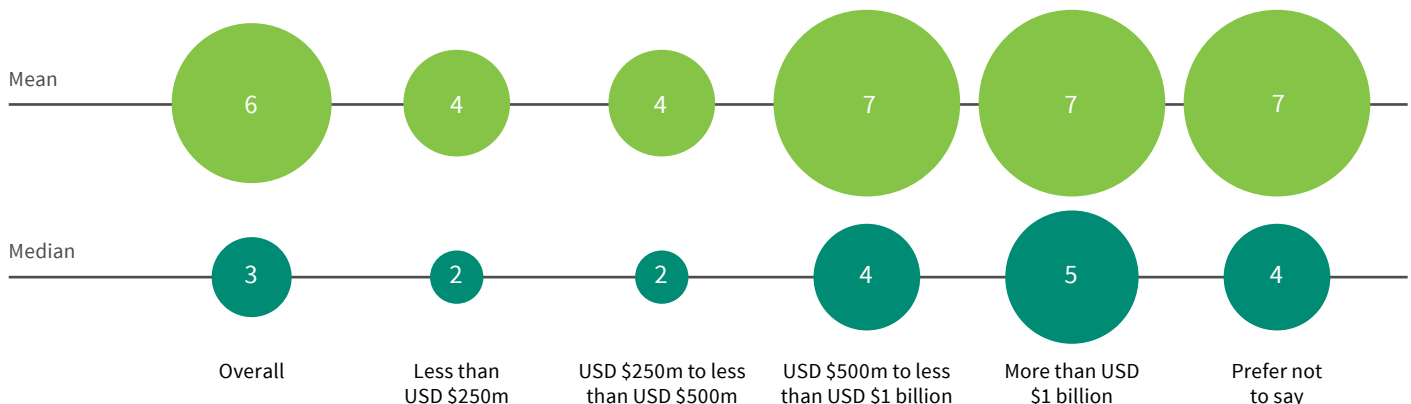 Mean
6
4
4
7
7
7
Median
3
2
2
4
5
4
Overall
Less than
USD $250m
USD $250m to less
than USD $500m
USD $500m to less
than USD $1 billion
More than USD
$1 billion
Prefer not
to say